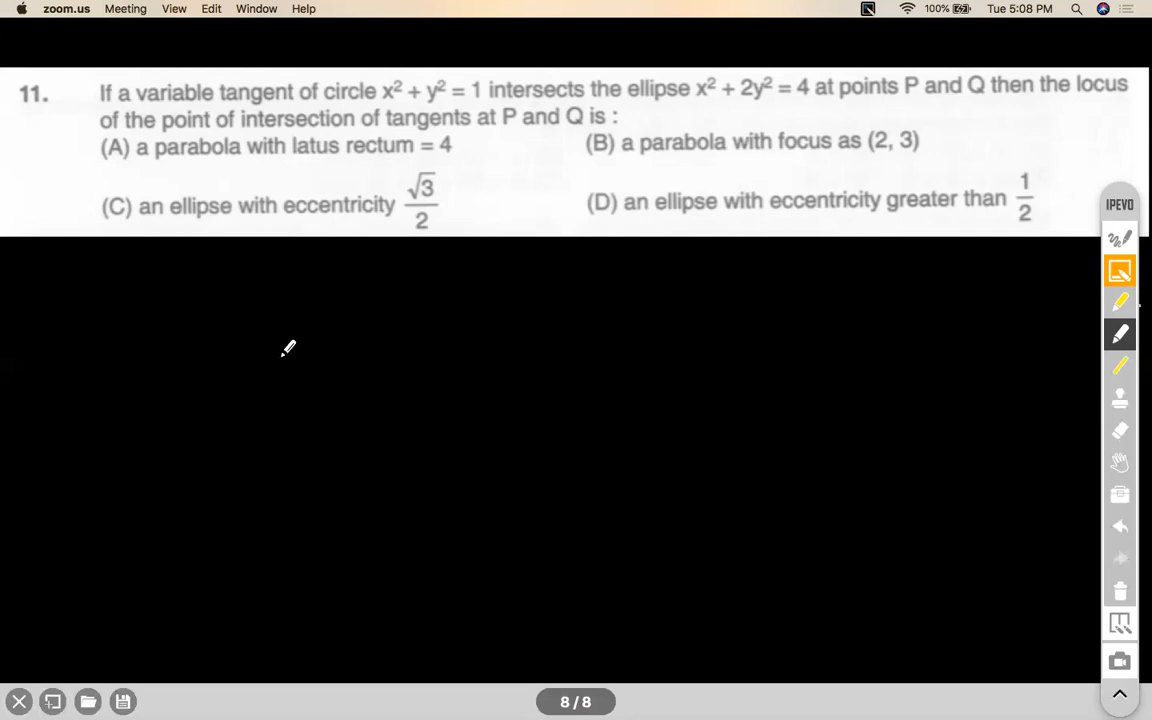 zoom.us Meeting View Edit Window Help 100% Tue 5:08 PM
11. If a variable tangent of circle x² + y² = 1 intersects the ellipse x² + 2y² = 4 at points P and Q then the locus
of the point of intersection of tangents at P and Q is :
(A) a parabola with latus rectum = 4 (B) a parabola with focus as (2, 3)
(C) an ellipse with eccentricity √3/2 (D) an ellipse with eccentricity greater than 1/2
IPEVO
8 / 8